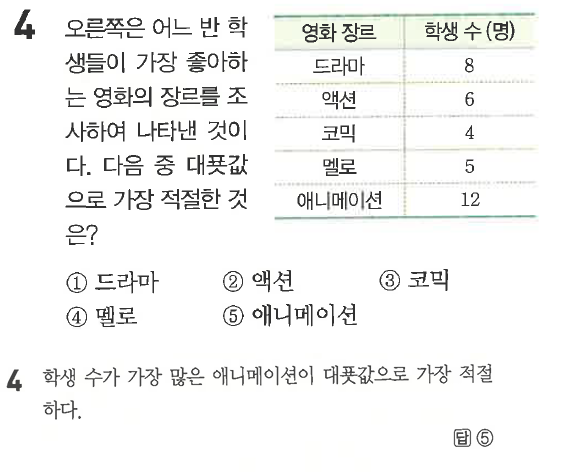 4 오른쪽은 어느 반 학
생들이 가장 좋아하
는 영화의 장르를 조
사하여 나타낸 것이
다. 다음 중 대푯값
으로 가장 적절한 것
은?
영화 장르 학생 수 (명)
드라마 8
액션 6
코믹 4
멜로 5
애니메이션 12
① 드라마 ② 액션 ③ 코믹
④ 멜로 ⑤ 애니메이션
4 학생 수가 가장 많은 애니메이션이 대푯값으로 가장 적절
하다.
답 ⑤